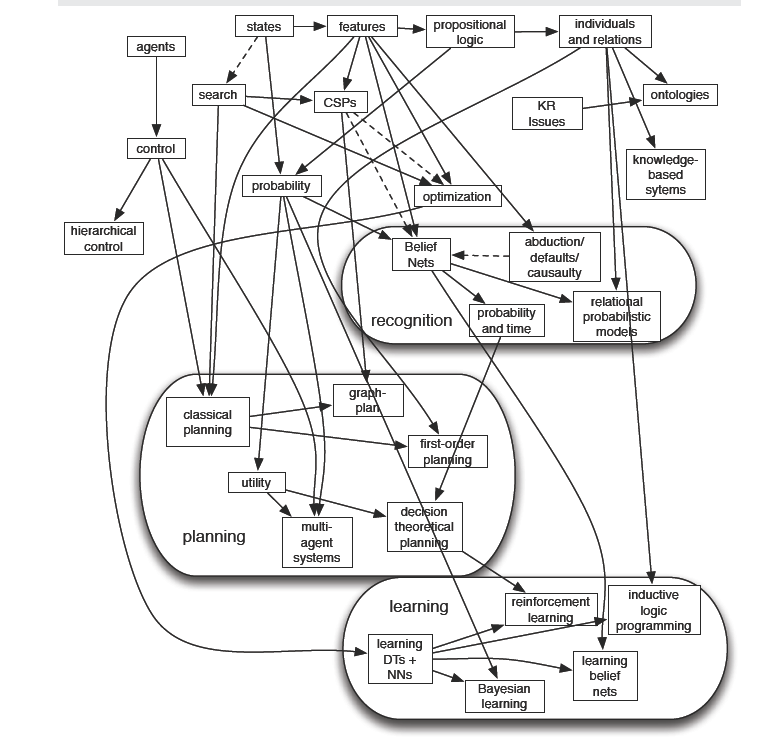 states
features
propositional
logic
individuals
and relations
agents
search
CSPs
KR
Issues
ontologies
control
knowledge-
based
sytems
probability
optimization
hierarchical
control
Belief
Nets
abduction/
defaults/
causaulty
relational
probabilistic
models
probability
and time
recognition
graph-
plan
classical
planning
first-order
planning
utility
decision
theoretical
planning
multi-
agent
systems
planning
learning
reinforcement
learning
inductive
logic
programming
learning
DTs +
NNs
learning
belief
nets
Bayesian
learning